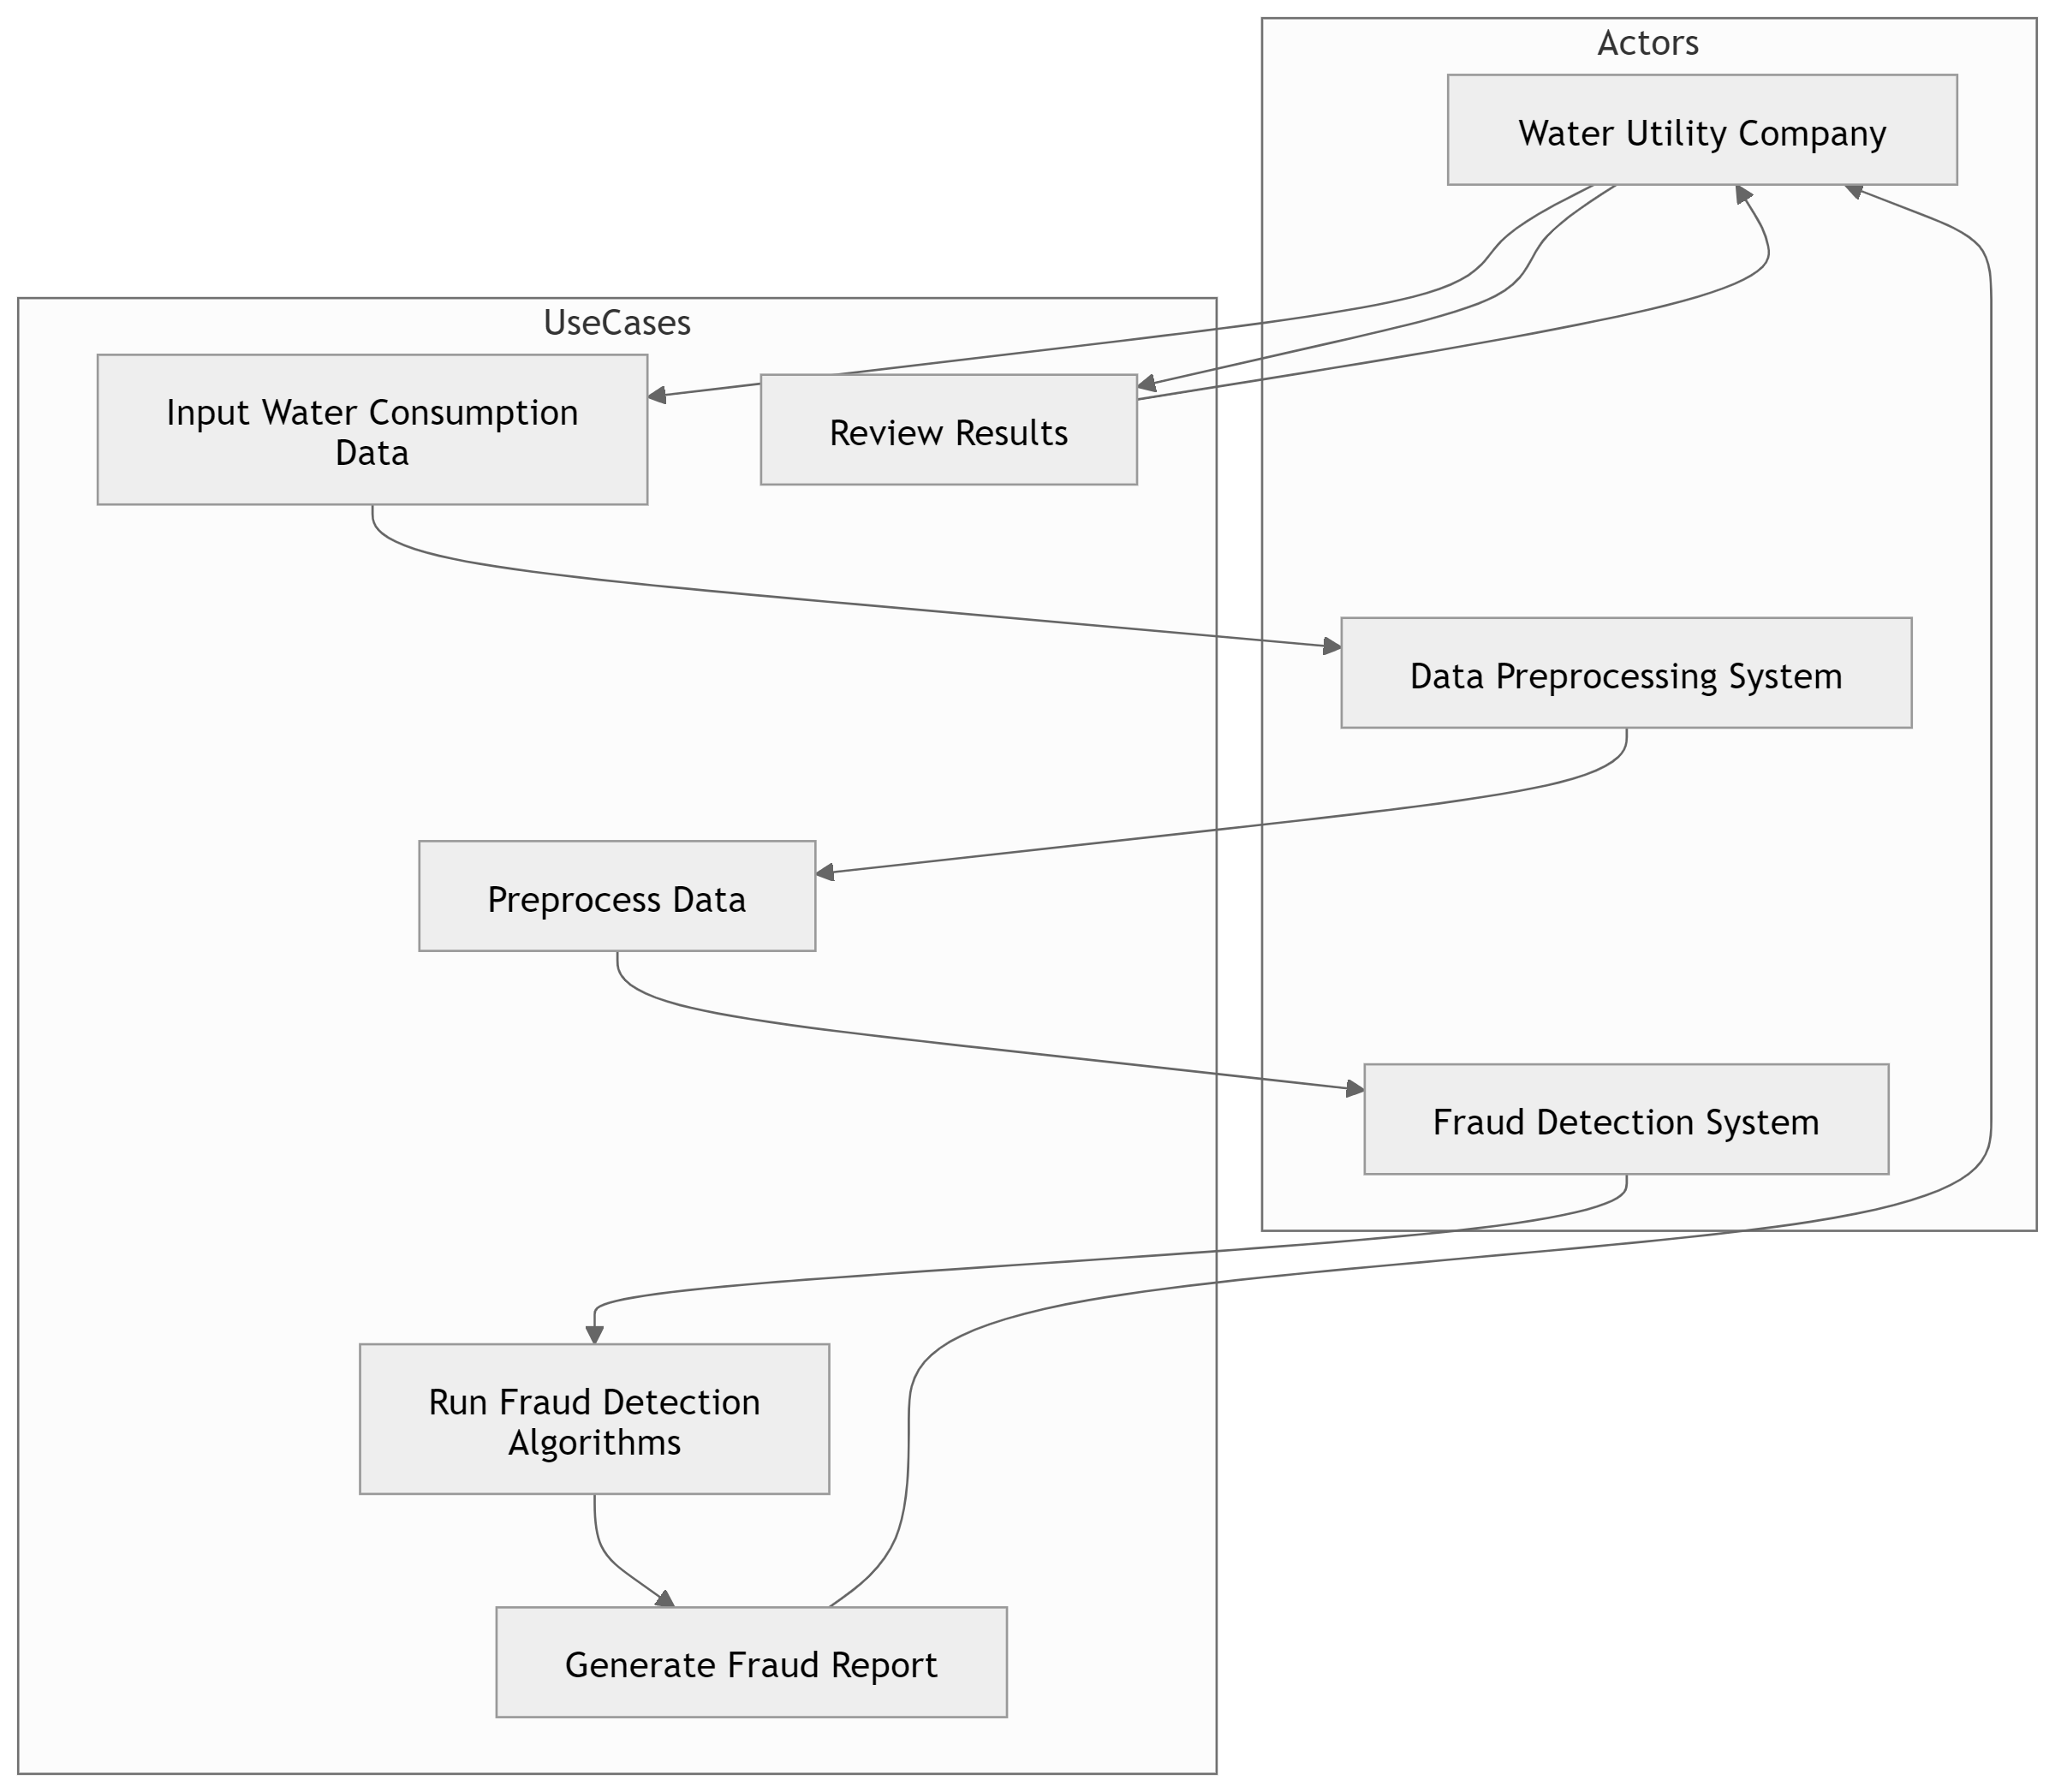 Actors
Water Utility Company
UseCases
Input Water Consumption
Data
Review Results
Data Preprocessing System
Preprocess Data
Fraud Detection System
Run Fraud Detection
Algorithms
Generate Fraud Report